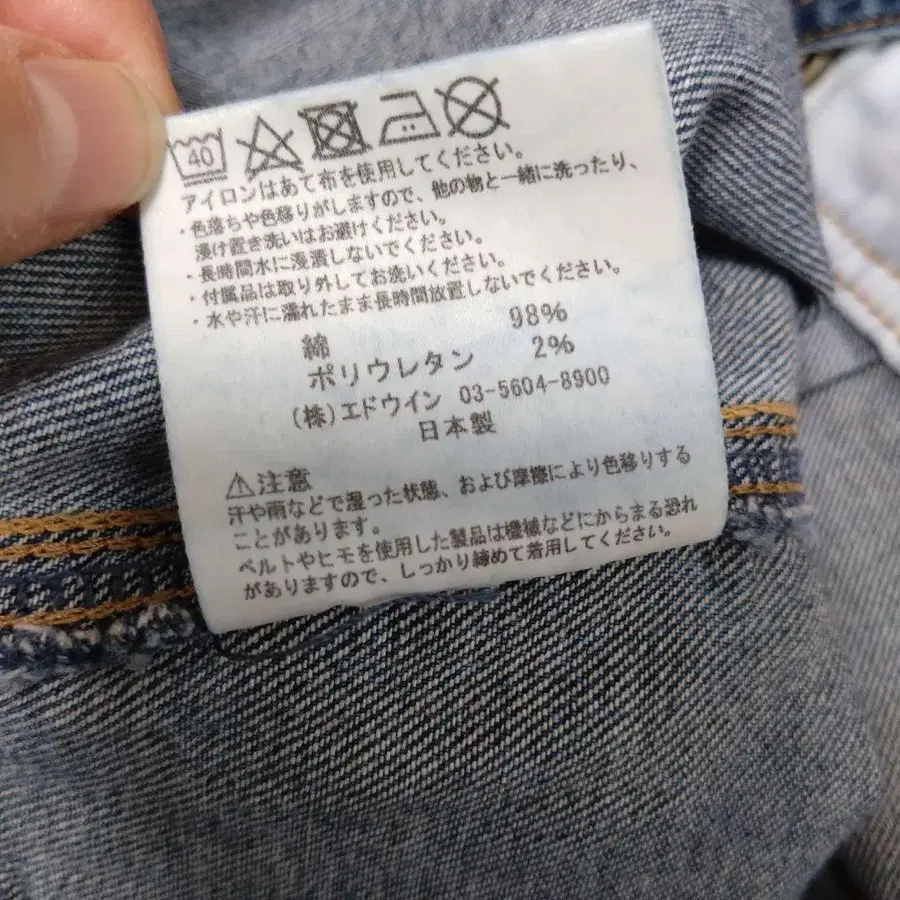 40
アイロンはあて布を使用してください。
・色落ちや色移りがしますので、他の物と一緒に洗ったり、
浸け置き洗いはお避けください。
・長時間水に浸漬しないでください。
・付属品は取り外してお洗いください。
・水や汗に濡れたまま長時間放置しないでください。
綿 98%
ポリウレタン 2%
(株)エドウイン 03-5604-8900
日本製
⚠注意
汗や雨などで湿った状態、および摩擦により色移りする
ことがあります。
ベルトやヒモを使用した製品は機械などにからまる恐れ
がありますので、しっかり締めて着用してください。